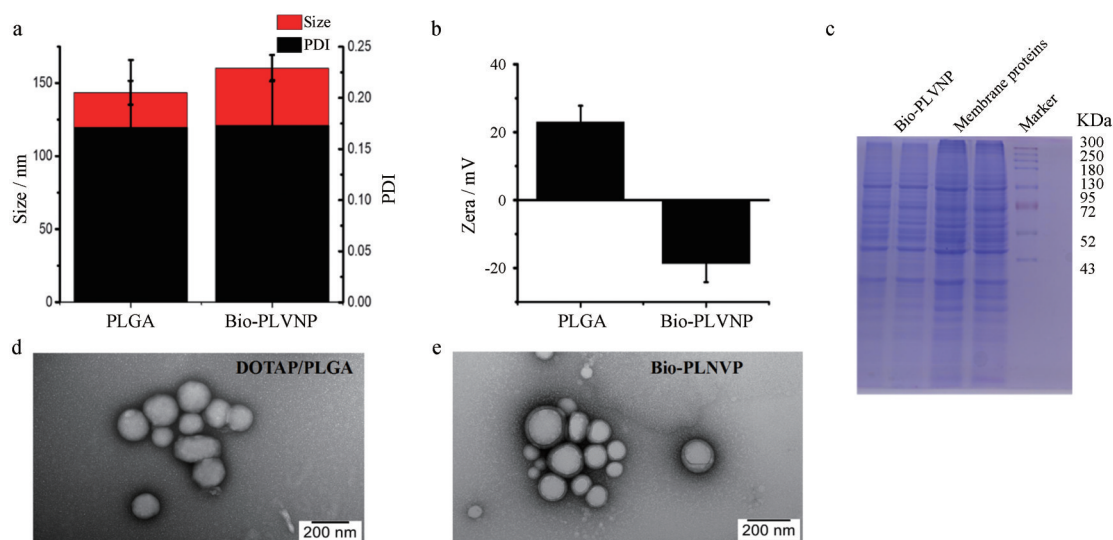 a
Size
PDI
Size / nm
150
100
50
0
0.25
0.20
0.15
0.10
0.05
0.00
PDI
PLGA
Bio-PLVNP
b
Zera / mV
40
20
0
-20
PLGA
Bio-PLVNP
c
Bio-PLVNP
Membrane proteins
Marker
KDa
300
250
180
130
95
72
52
43
d
DOTAP/PLGA
200 nm
e
Bio-PLNVP
200 nm